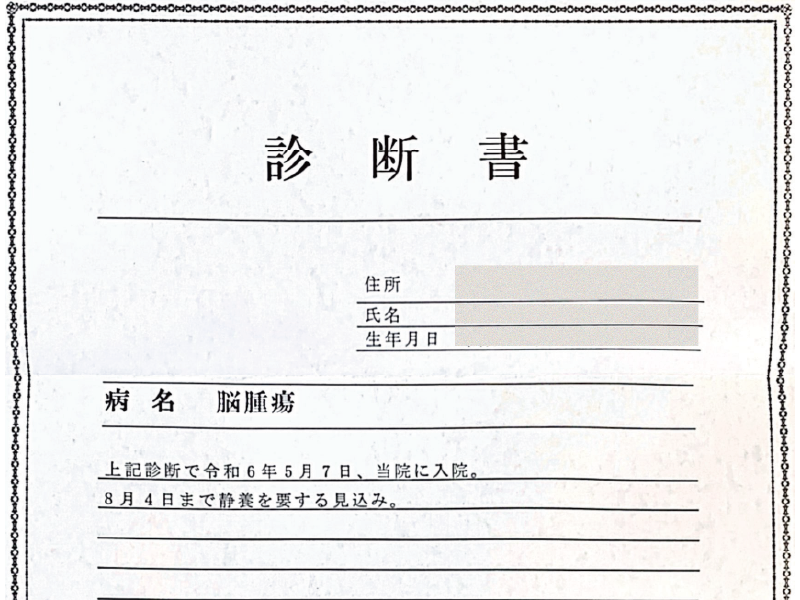 診断書
住所
氏名
生年月日
病名 脳腫瘍
上記診断で令和6年5月7日、当院に入院。
8月4日まで静養を要する見込み。